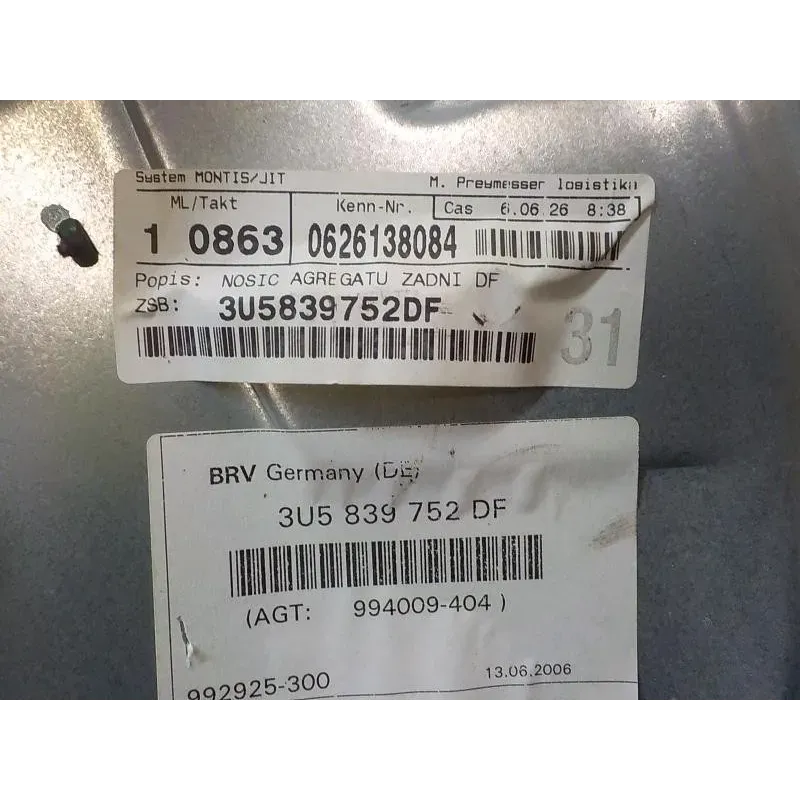 System MONTIS/JIT M. Preymesser logistika
ML/Takt Kenn-Nr. Cas 6.06.26 8:38
1 0863 0626138084
Popis: NOSIC AGREGATU ZADNI DF
ZSB: 3U5839752DF
31
BRV Germany (DE)
3U5 839 752 DF
(AGT: 994009-404)
992925-300 13.06.2006